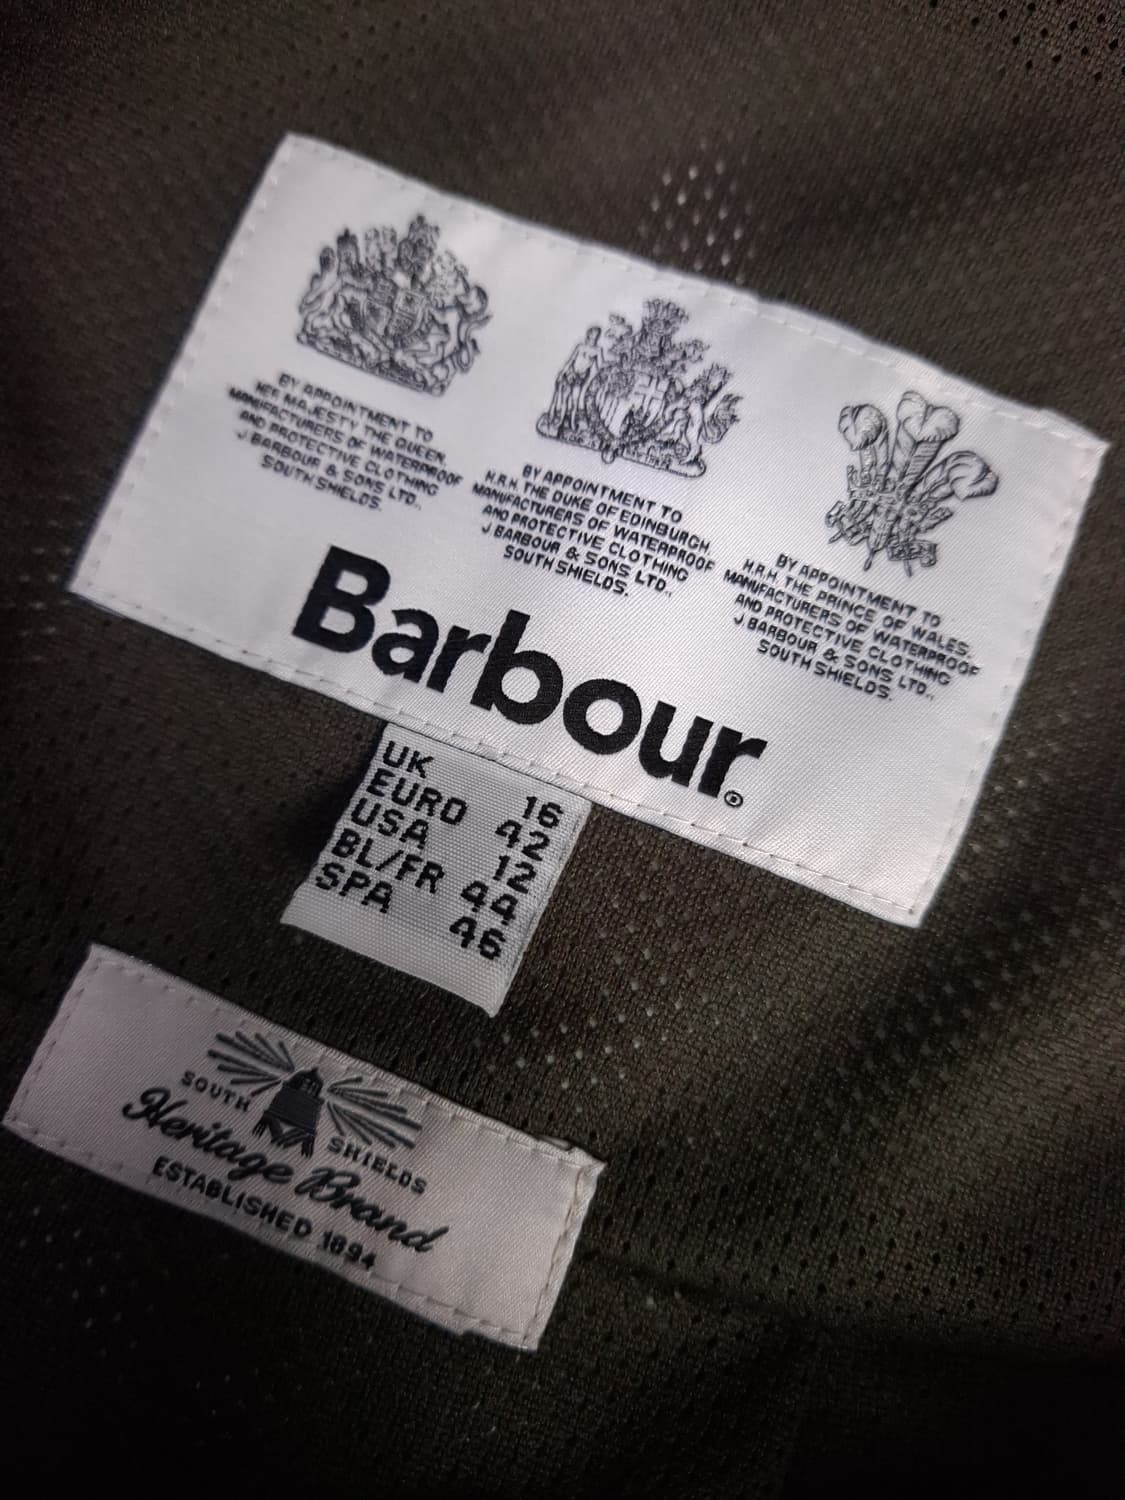 BY APPOINTMENT TO
HER MAJESTY THE QUEEN
MANUFACTURERS OF WATERPROOF
AND PROTECTIVE CLOTHING
J BARBOUR & SONS LTD.,
SOUTH SHIELDS.
BY APPOINTMENT TO
H.R.H. THE DUKE OF EDINBURGH,
MANUFACTURERS OF WATERPROOF
AND PROTECTIVE CLOTHING
J BARBOUR & SONS LTD.,
SOUTH SHIELDS.
BY APPOINTMENT TO
H.R.H. THE PRINCE OF WALES,
MANUFACTURERS OF WATERPROOF
AND PROTECTIVE CLOTHING
J BARBOUR & SONS LTD.,
SOUTH SHIELDS.
Barbour®
UK 16
EURO 42
USA 12
BL/FR 44
SPA 46
SOUTH SHIELDS
Heritage Brand
ESTABLISHED 1894